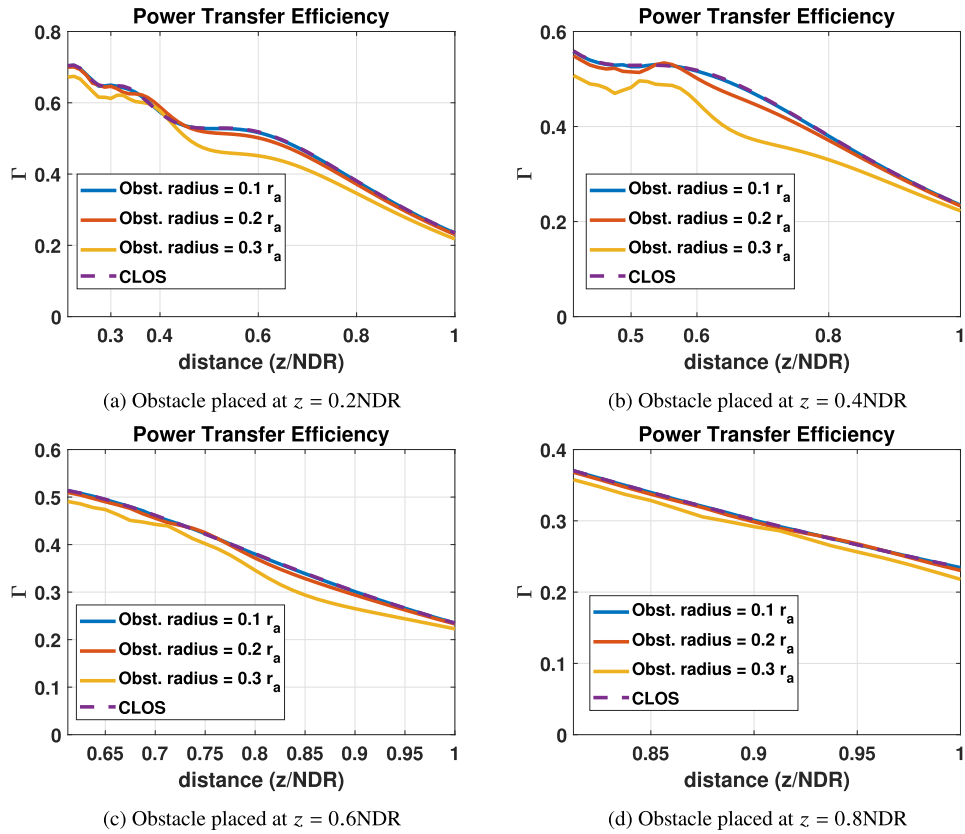 Power Transfer Efficiency
0.8
0.6
0.4
0.2
0
Γ
Obst. radius = 0.1 r_a
Obst. radius = 0.2 r_a
Obst. radius = 0.3 r_a
CLOS
0.3 0.4 0.6 0.8 1
distance (z/NDR)
(a) Obstacle placed at z = 0.2NDR
Power Transfer Efficiency
0.6
0.4
0.2
0
Γ
Obst. radius = 0.1 r_a
Obst. radius = 0.2 r_a
Obst. radius = 0.3 r_a
CLOS
0.5 0.6 0.8 1
distance (z/NDR)
(b) Obstacle placed at z = 0.4NDR
Power Transfer Efficiency
0.6
0.5
0.4
0.3
0.2
0.1
0
Γ
Obst. radius = 0.1 r_a
Obst. radius = 0.2 r_a
Obst. radius = 0.3 r_a
CLOS
0.65 0.7 0.75 0.8 0.85 0.9 0.95 1
distance (z/NDR)
(c) Obstacle placed at z = 0.6NDR
Power Transfer Efficiency
0.4
0.3
0.2
0.1
0
Γ
Obst. radius = 0.1 r_a
Obst. radius = 0.2 r_a
Obst. radius = 0.3 r_a
CLOS
0.85 0.9 0.95 1
distance (z/NDR)
(d) Obstacle placed at z = 0.8NDR